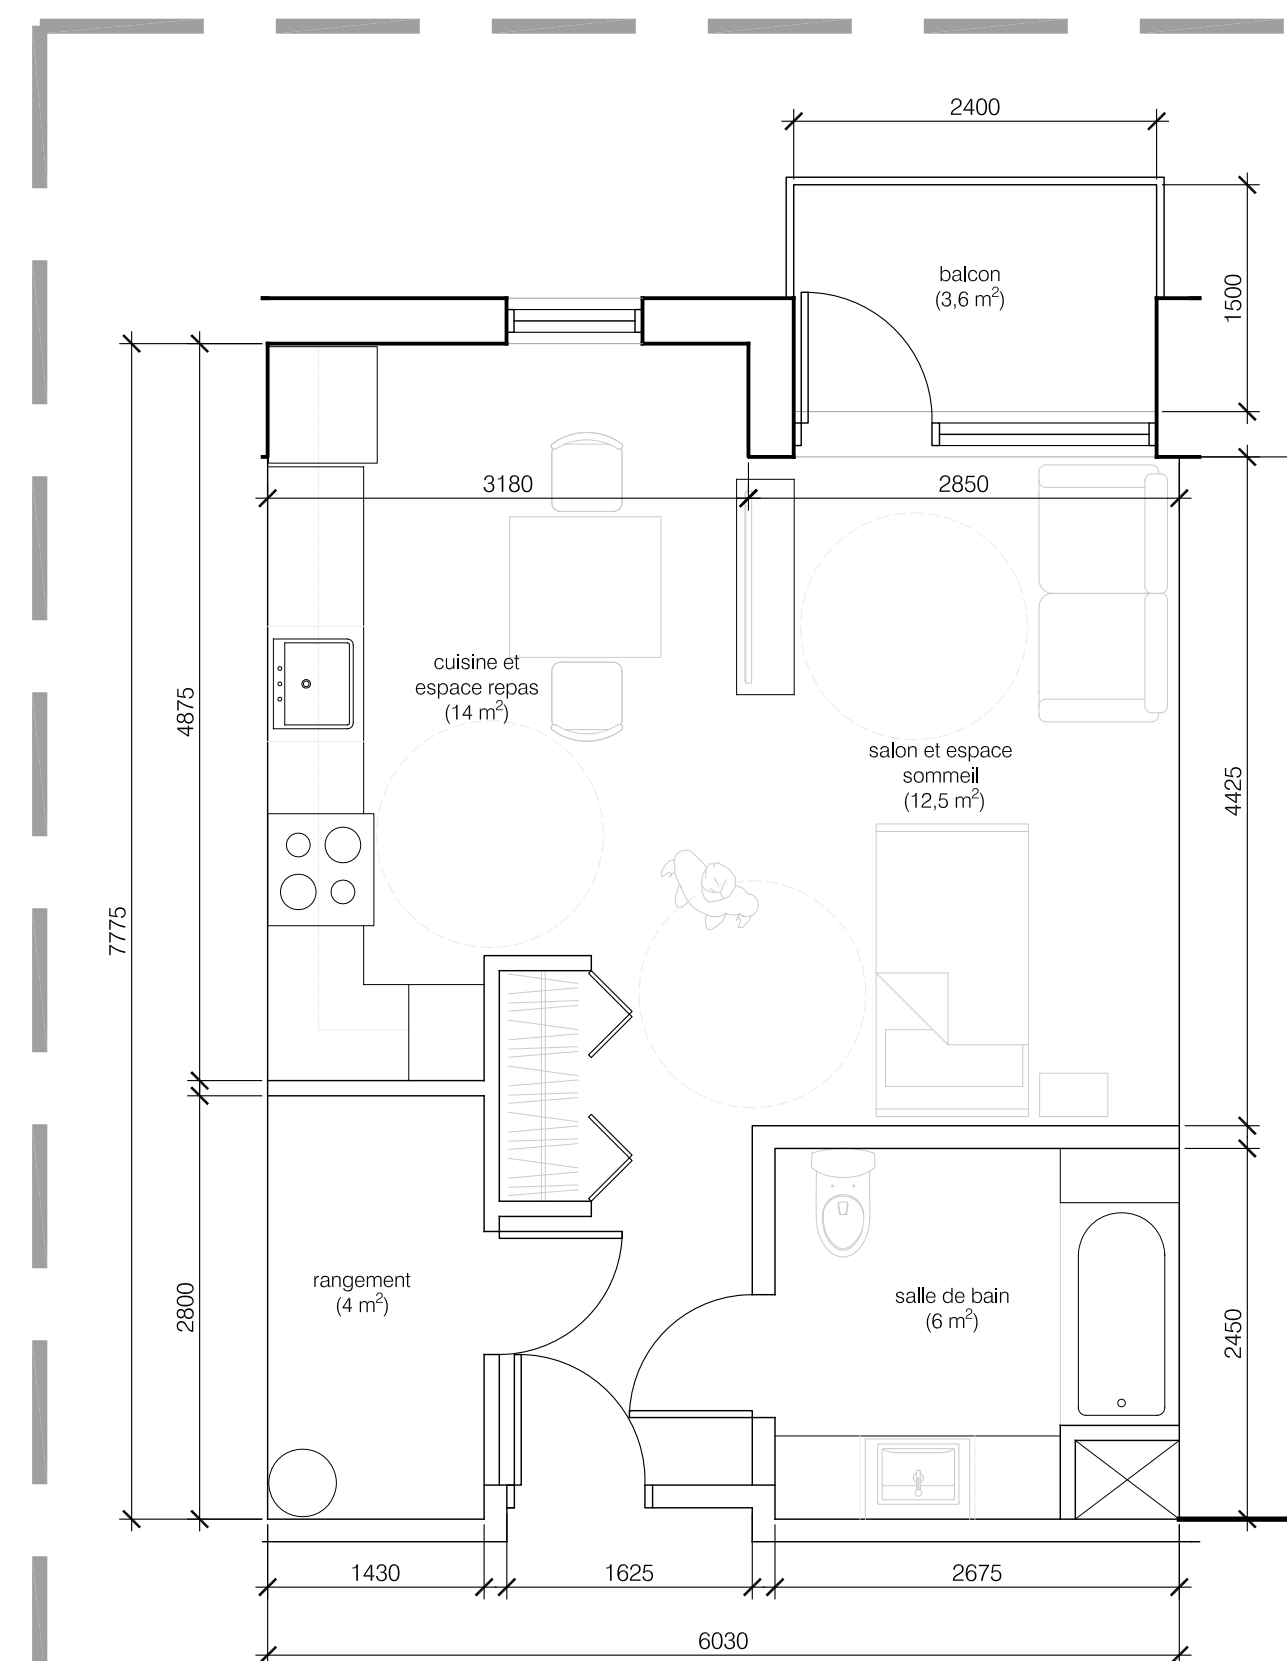 2400
balcon
(3,6 m²)
1500
3180
2850
cuisine et
espace repas
(14 m²)
4875
salon et espace
sommeil
(12,5 m²)
4425
7775
rangement
(4 m²)
2800
salle de bain
(6 m²)
2450
1430
1625
2675
6030